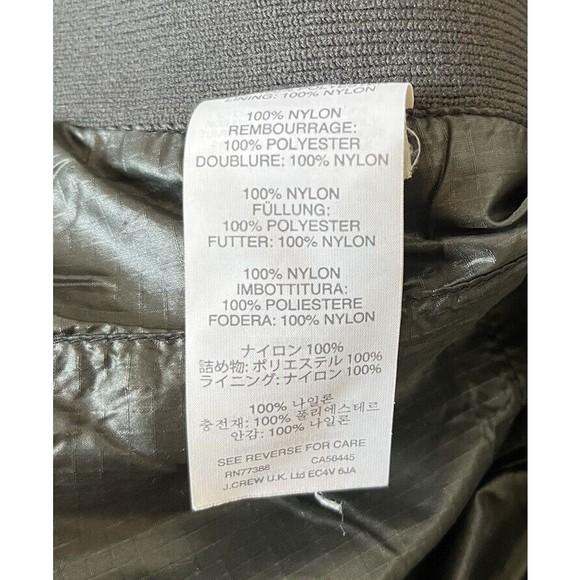 LINING: 100% NYLON
100% NYLON
REMBOURRAGE:
100% POLYESTER
DOUBLURE: 100% NYLON
100% NYLON
FÜLLUNG:
100% POLYESTER
FUTTER: 100% NYLON
100% NYLON
IMBOTTITURA:
100% POLIESTERE
FODERA: 100% NYLON
ナイロン 100%
詰め物: ポリエステル 100%
ライニング: ナイロン 100%
100% 나일론
충전재: 100% 폴리에스테르
안감: 100% 나일론
SEE REVERSE FOR CARE
RN77388 CA58445
J.CREW U.K. Ltd EC4V 6JA